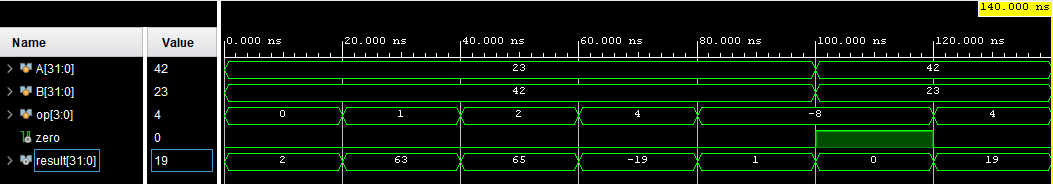 140.000 ns
Name Value 0.000 ns 20.000 ns 40.000 ns 60.000 ns 80.000 ns 100.000 ns 120.000 ns
A[31:0] 42 23 42
B[31:0] 23 42 23
op[3:0] 4 0 1 2 4 -8 4
zero 0
result[31:0] 19 2 63 65 -19 1 0 19